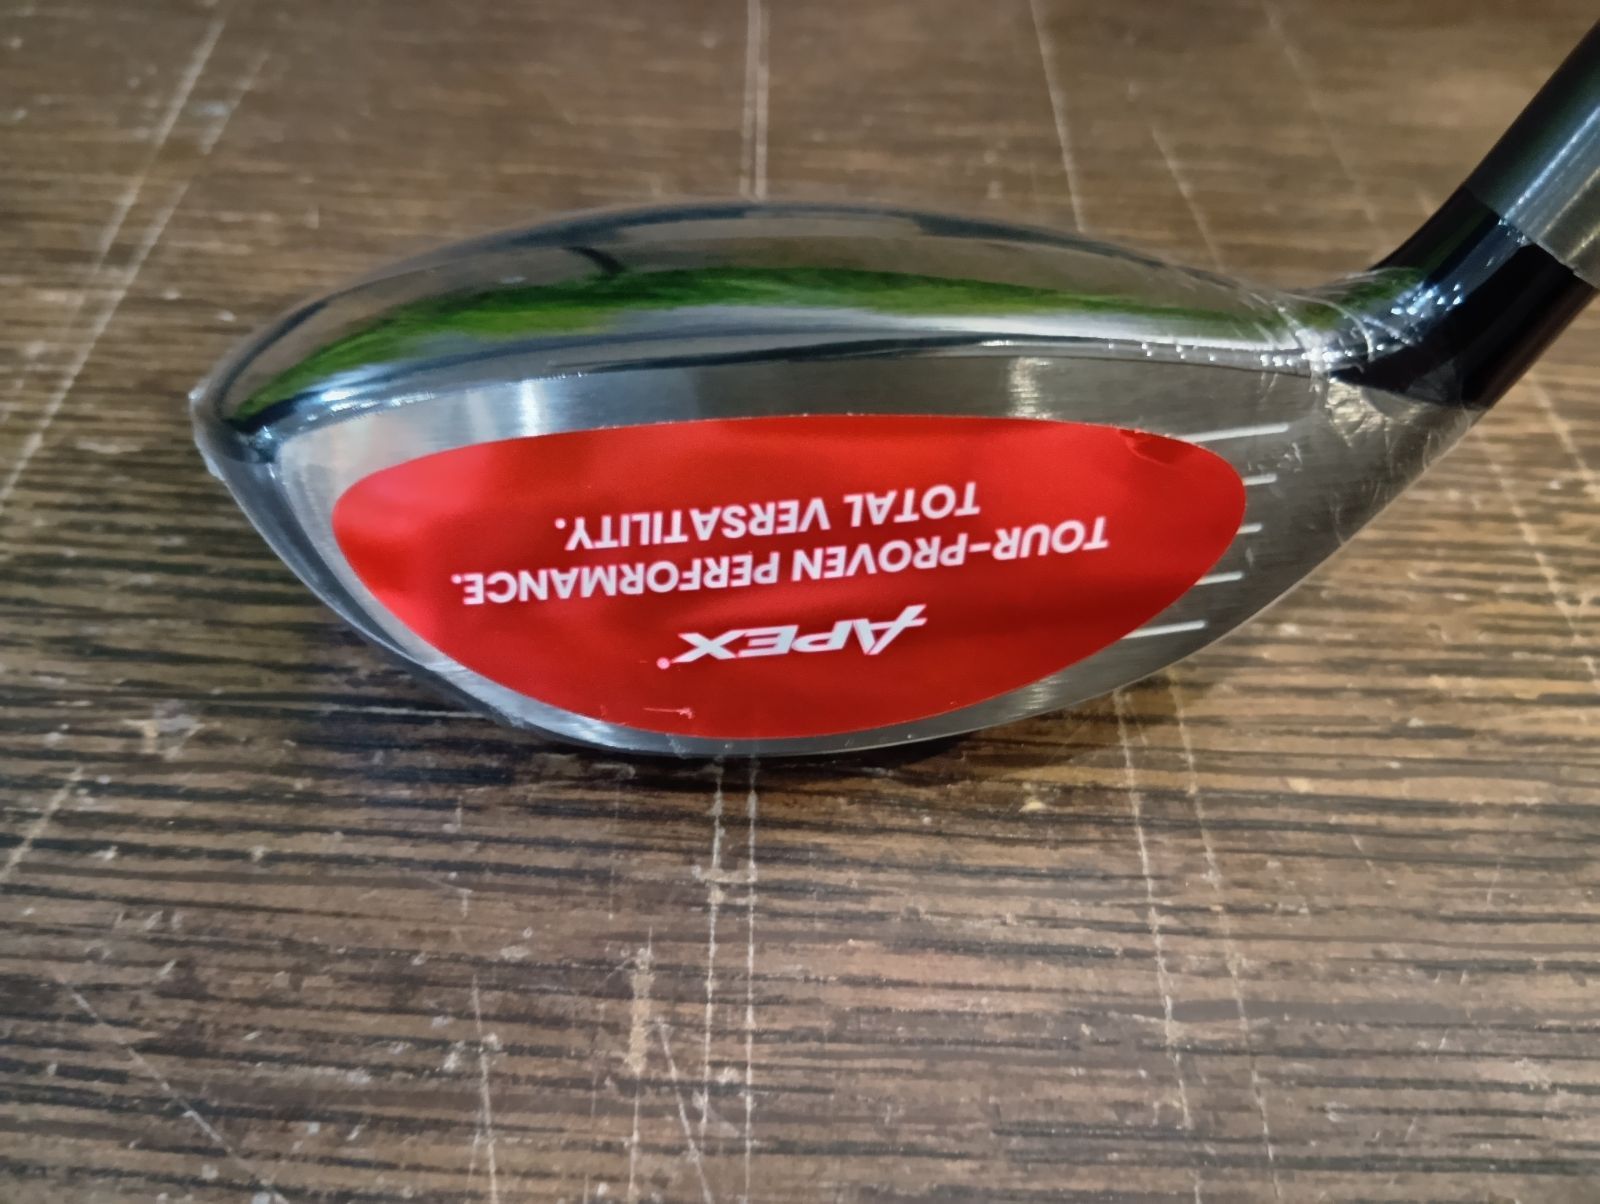 APEX
TOUR-PROVEN PERFORMANCE.
TOTAL VERSATILITY.